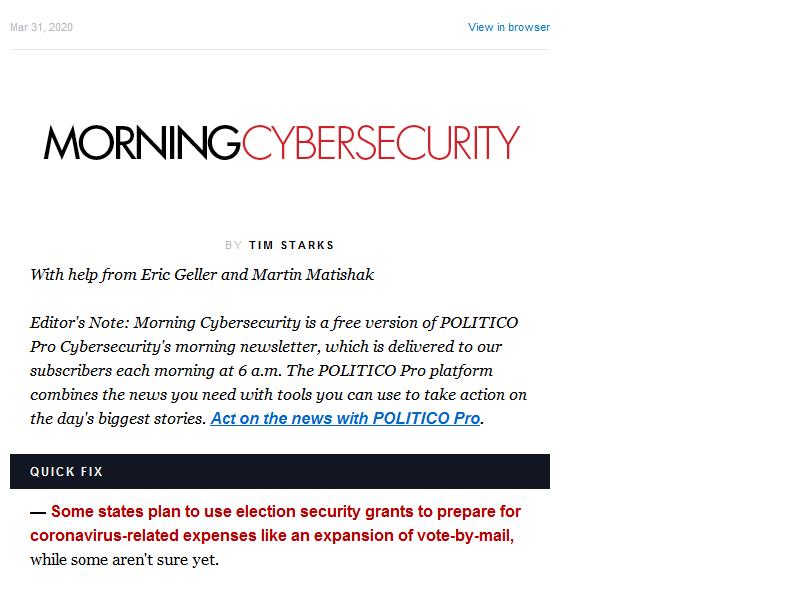 Mar 31, 2020
View in browser
MORNINGCYBERSECURITY
BY TIM STARKS
With help from Eric Geller and Martin Matishak
Editor's Note: Morning Cybersecurity is a free version of POLITICO
Pro Cybersecurity's morning newsletter, which is delivered to our
subscribers each morning at 6 a.m. The POLITICO Pro platform
combines the news you need with tools you can use to take action on
the day's biggest stories. Act on the news with POLITICO Pro.
QUICK FIX
— Some states plan to use election security grants to prepare for
coronavirus-related expenses like an expansion of vote-by-mail,
while some aren't sure yet.